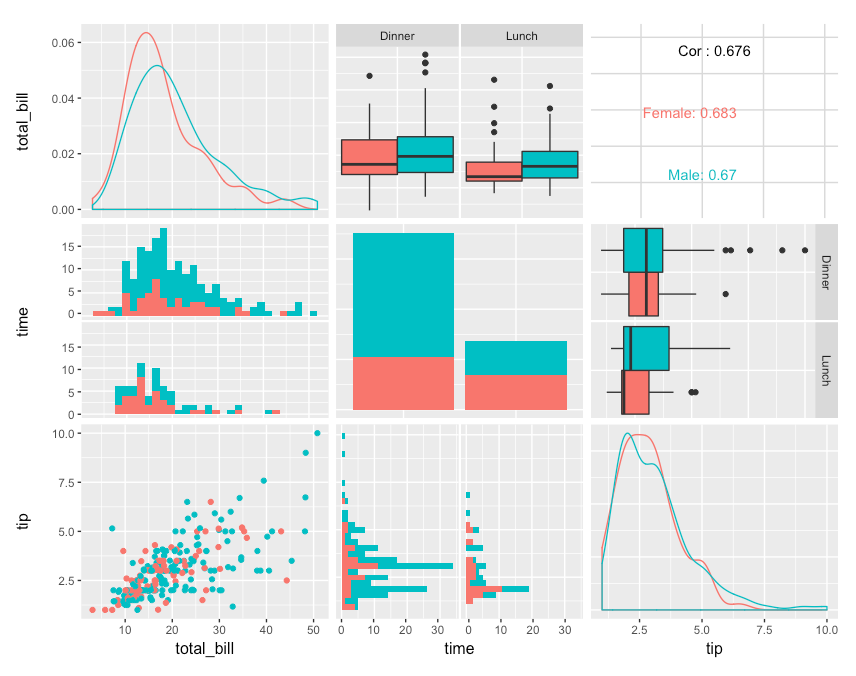 Dinner Lunch
total_bill
0.06
0.04
0.02
0.00
Cor : 0.676
Female: 0.683
Male: 0.67
time
15
10
5
0
15
10
5
0
Dinner
Lunch
tip
10.0
7.5
5.0
2.5
10 20 30 40 50
0 10 20 30 0 10 20 30
2.5 5.0 7.5 10.0
total_bill time tip